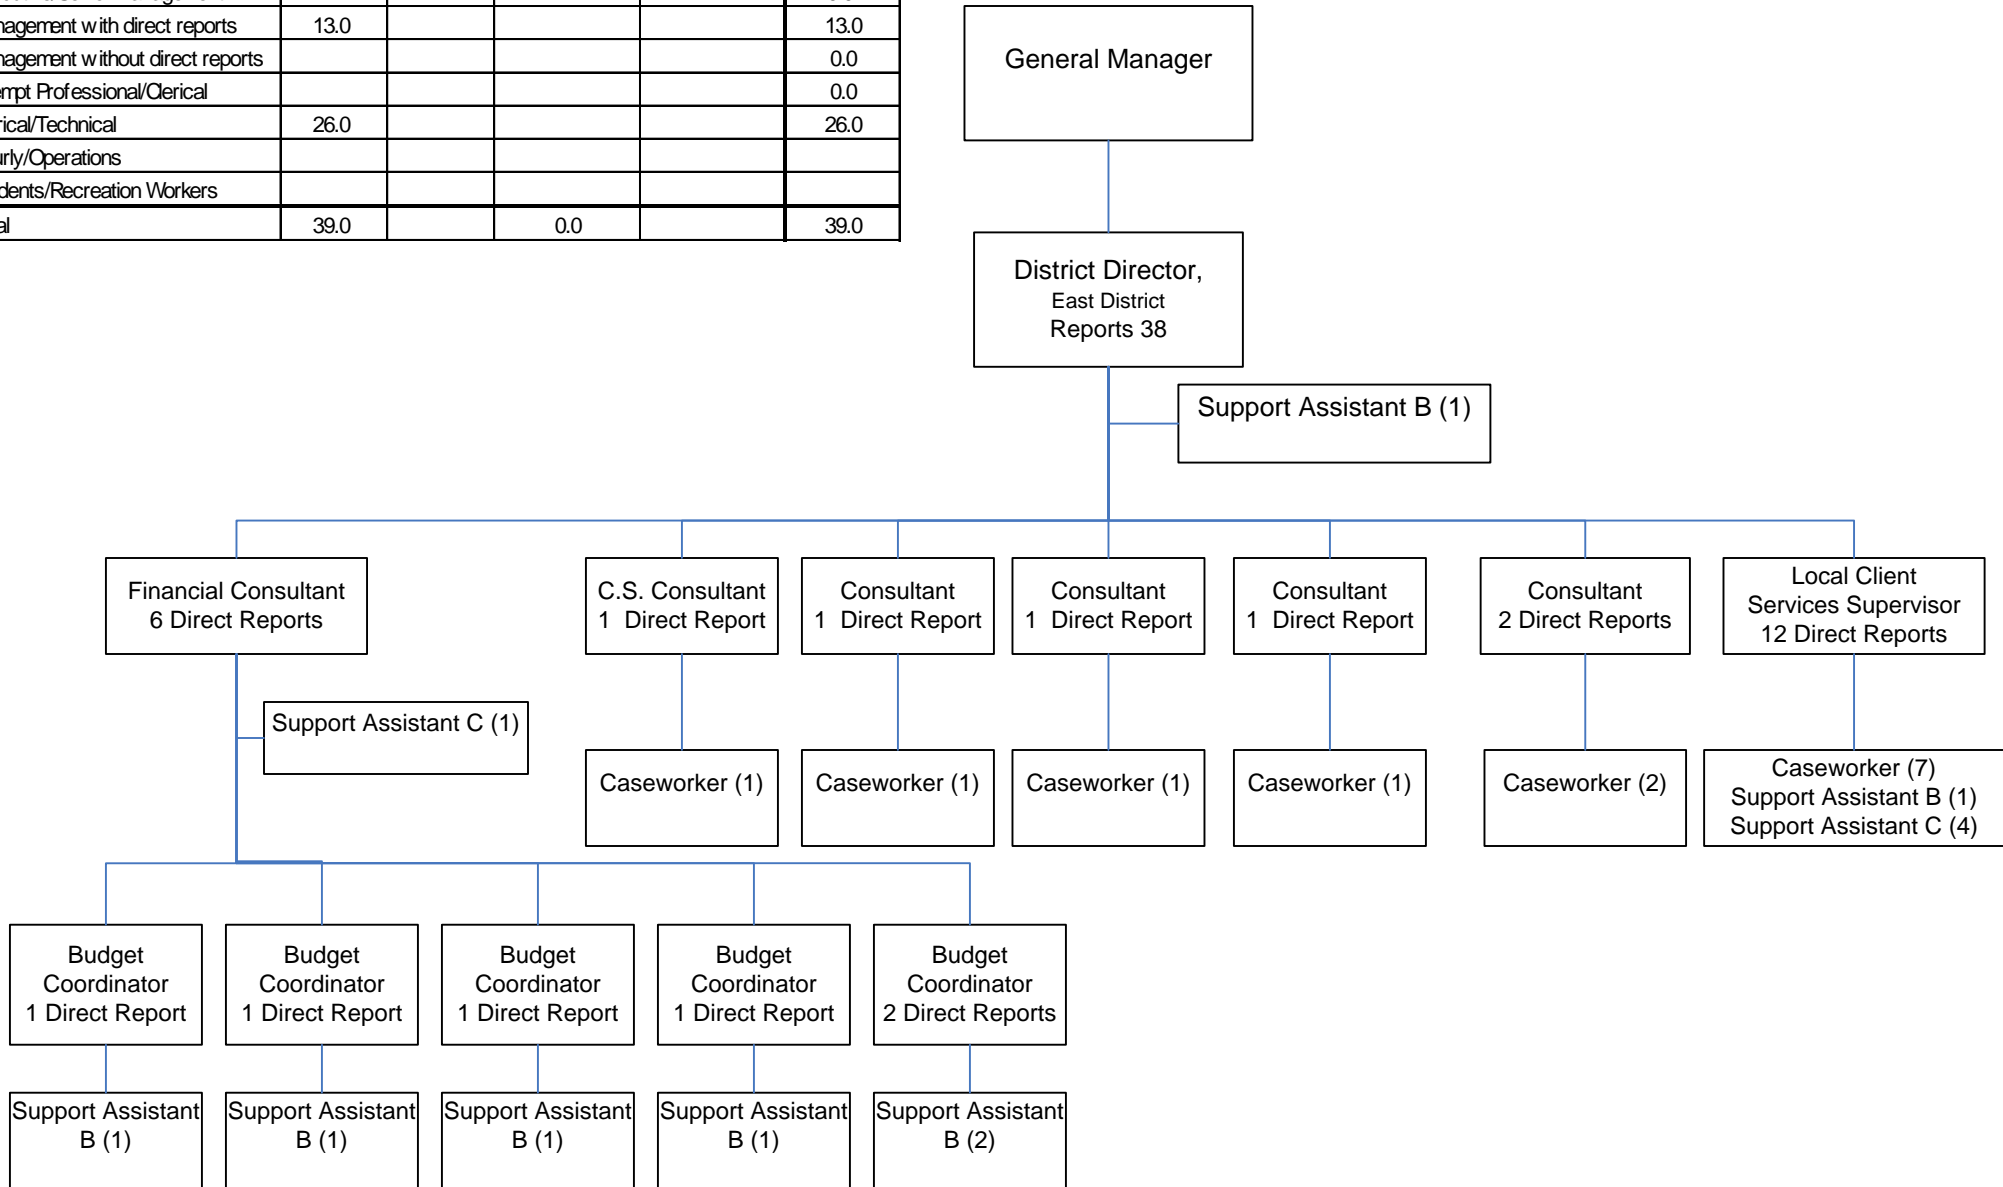 nagement with direct reports 13.0 13.0
nagement without direct reports 0.0
empt Professional/Clerical 0.0
rical/Technical 26.0 26.0
urly/Operations
dents/Recreation Workers
al 39.0 0.0 39.0
General Manager
District Director,
East District
Reports 38
Support Assistant B (1)
Financial Consultant
6 Direct Reports
C.S. Consultant
1 Direct Report
Consultant
1 Direct Report
Consultant
1 Direct Report
Consultant
1 Direct Report
Consultant
2 Direct Reports
Local Client
Services Supervisor
12 Direct Reports
Support Assistant C (1)
Caseworker (1)
Caseworker (1)
Caseworker (1)
Caseworker (1)
Caseworker (2)
Caseworker (7)
Support Assistant B (1)
Support Assistant C (4)
Budget
Coordinator
1 Direct Report
Budget
Coordinator
1 Direct Report
Budget
Coordinator
1 Direct Report
Budget
Coordinator
1 Direct Report
Budget
Coordinator
2 Direct Reports
Support Assistant
B (1)
Support Assistant
B (1)
Support Assistant
B (1)
Support Assistant
B (1)
Support Assistant
B (2)